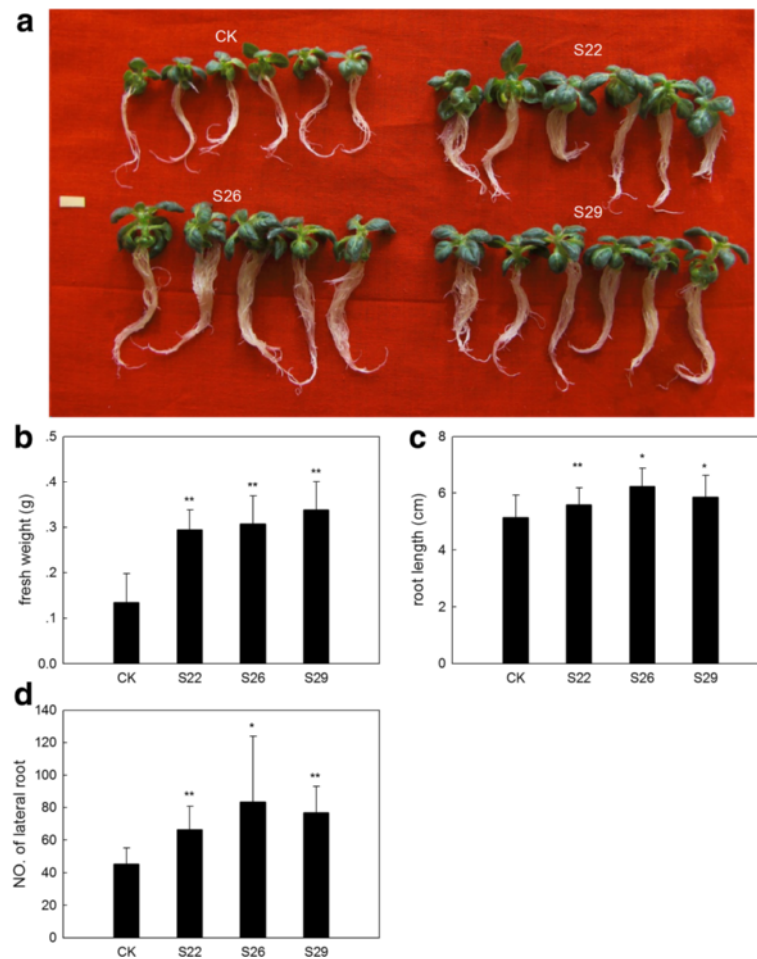 a
CK
S22
S26
S29
b
.5
.4
.3
.2
.1
0.0
fresh weight (g)
**
**
**
CK S22 S26 S29
c
8
6
4
2
0
root length (cm)
**
*
*
CK S22 S26 S29
d
140
120
100
80
60
40
20
0
NO. of lateral root
**
*
**
CK S22 S26 S29